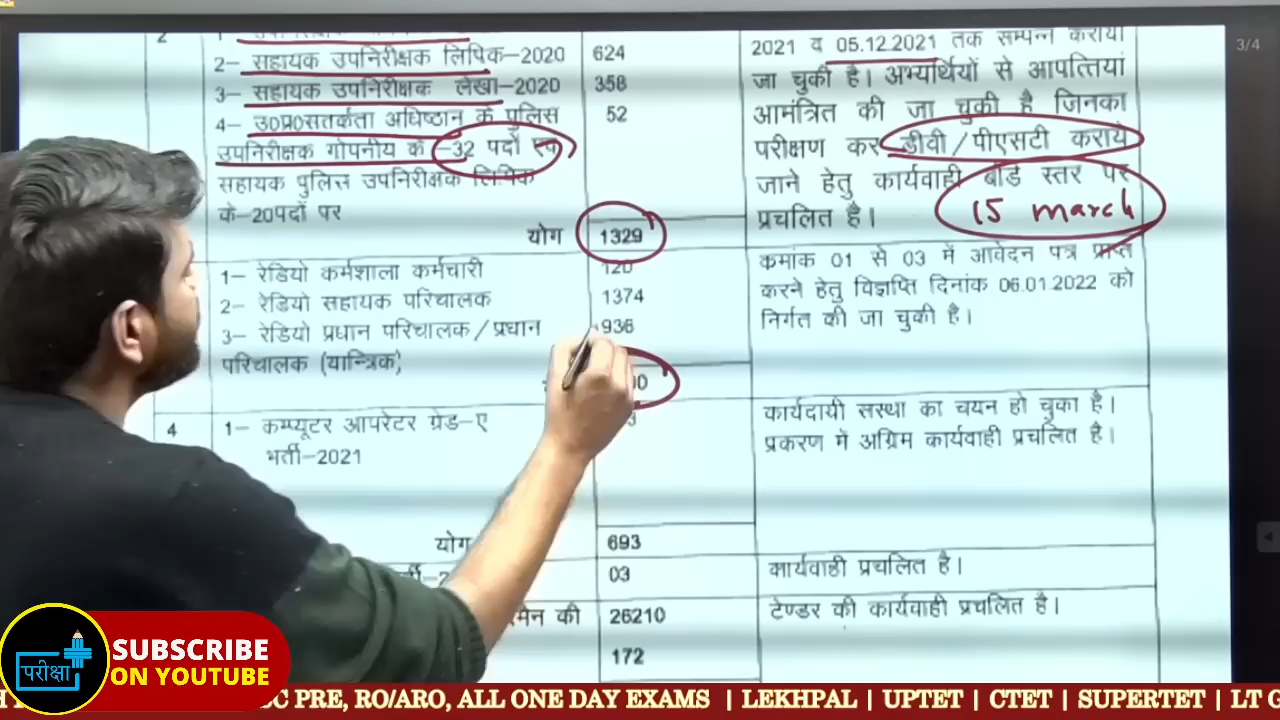 3/4
2
2– सहायक उपनिरीक्षक लिपिक–2020
624
3– सहायक उपनिरीक्षक लेखा–2020
358
4– उ0प्र0सतर्कता अधिष्ठान के पुलिस
52
उपनिरीक्षक गोपनीय के –32 पदों एवं
सहायक पुलिस उपनिरीक्षक लिपिक
के–20पदों पर
योग
1329
2021 व 05.12.2021 तक सम्पन्न करायी
जा चुकी है। अभ्यर्थियों से आपत्तियां
आमंत्रित की जा चुकी है जिनका
परीक्षण कर डीवी/पीएसटी कराये
जाने हेतु कार्यवाही बोर्ड स्तर पर
प्रचलित है।
15 march
1– रेडियो कर्मशाला कर्मचारी
120
2– रेडियो सहायक परिचालक
1374
3– रेडियो प्रधान परिचालक/प्रधान
936
परिचालक (यान्त्रिक)
क्रमांक 01 से 03 में आवेदन पत्र प्राप्त
करने हेतु विज्ञप्ति दिनांक 06.01.2022 को
निर्गत की जा चुकी है।
4
1– कम्प्यूटर आपरेटर ग्रेड–ए
भर्ती–2021
योग
693
कार्यदायी सस्था का चयन हो चुका है।
प्रकरण में अग्रिम कार्यवाही प्रचलित है।
03
कार्यवाही प्रचलित है।
की
26210
टेण्डर की कार्यवाही प्रचलित है।
172
परीक्षा
SUBSCRIBE
ON YOUTUBE
PRE, RO/ARO, ALL ONE DAY EXAMS | LEKHPAL | UPTET | CTET | SUPERTET | LT